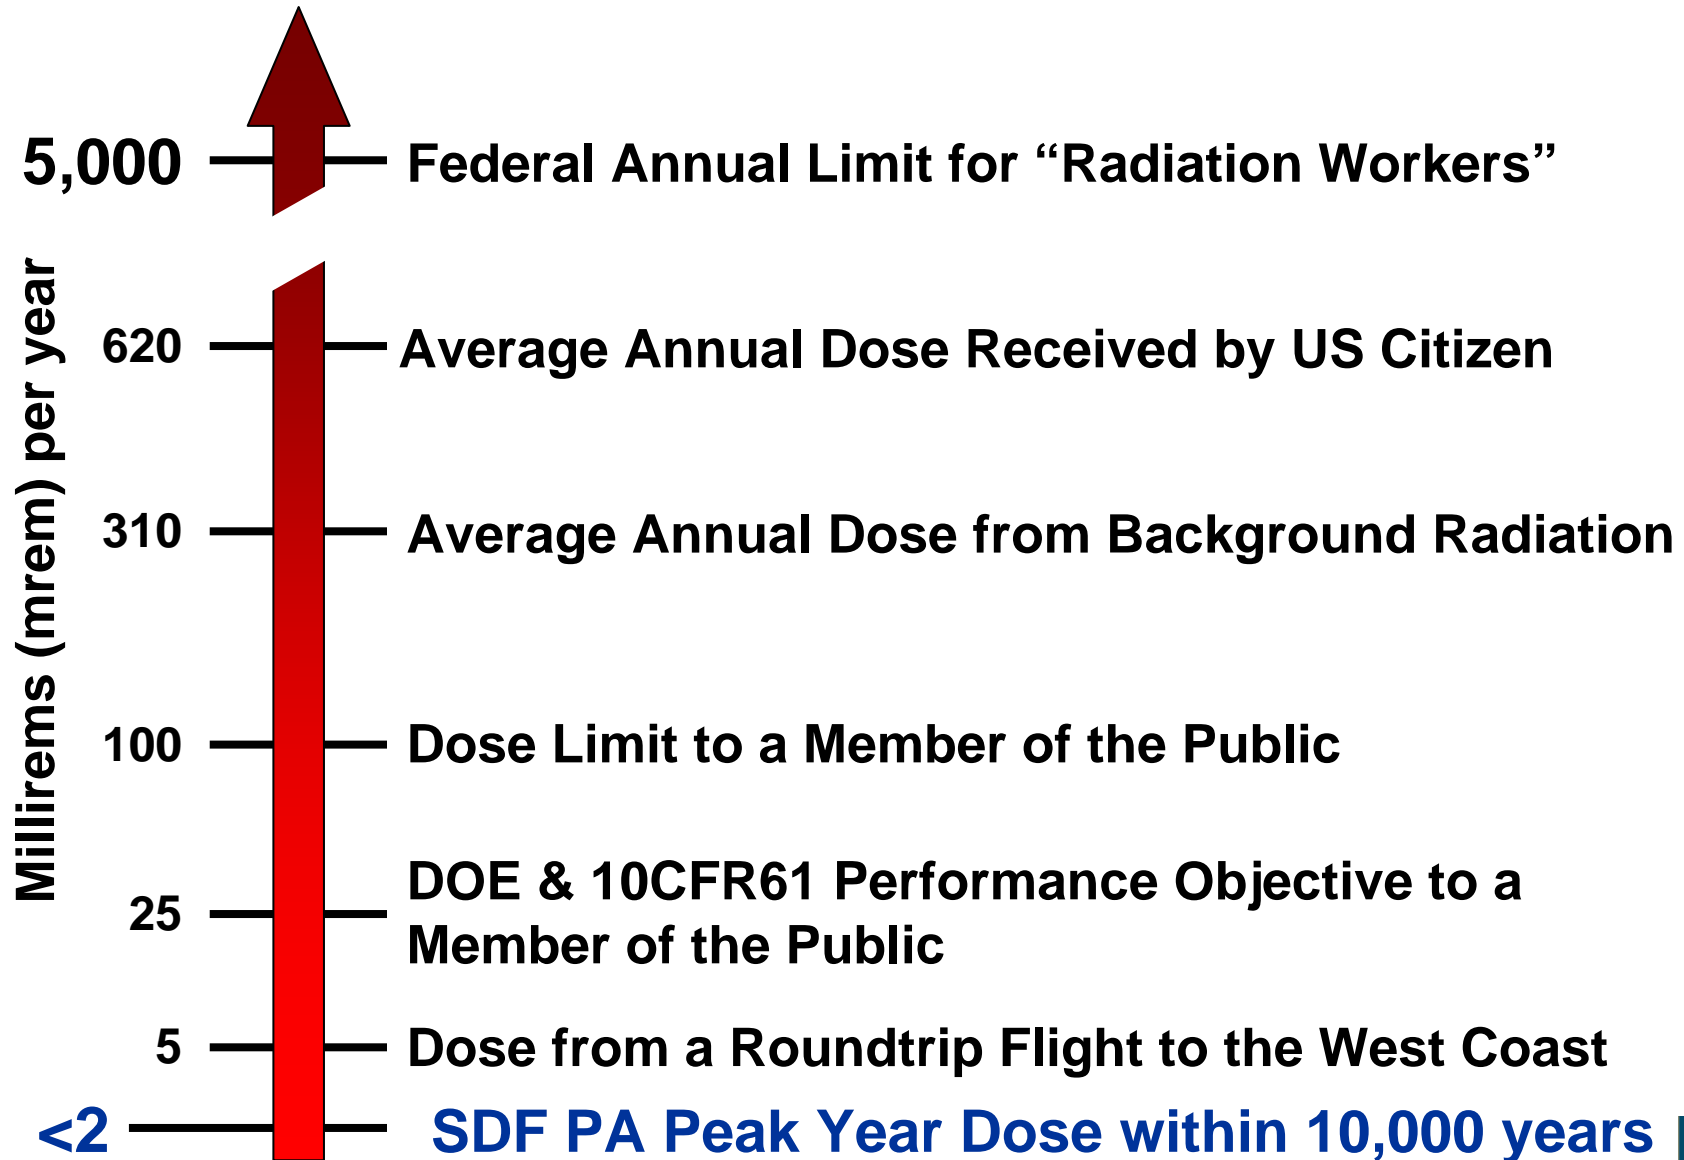 5,000 Federal Annual Limit for “Radiation Workers”
Millirems (mrem) per year
620 Average Annual Dose Received by US Citizen
310 Average Annual Dose from Background Radiation
100 Dose Limit to a Member of the Public
25 DOE & 10CFR61 Performance Objective to a
Member of the Public
5 Dose from a Roundtrip Flight to the West Coast
<2 SDF PA Peak Year Dose within 10,000 years